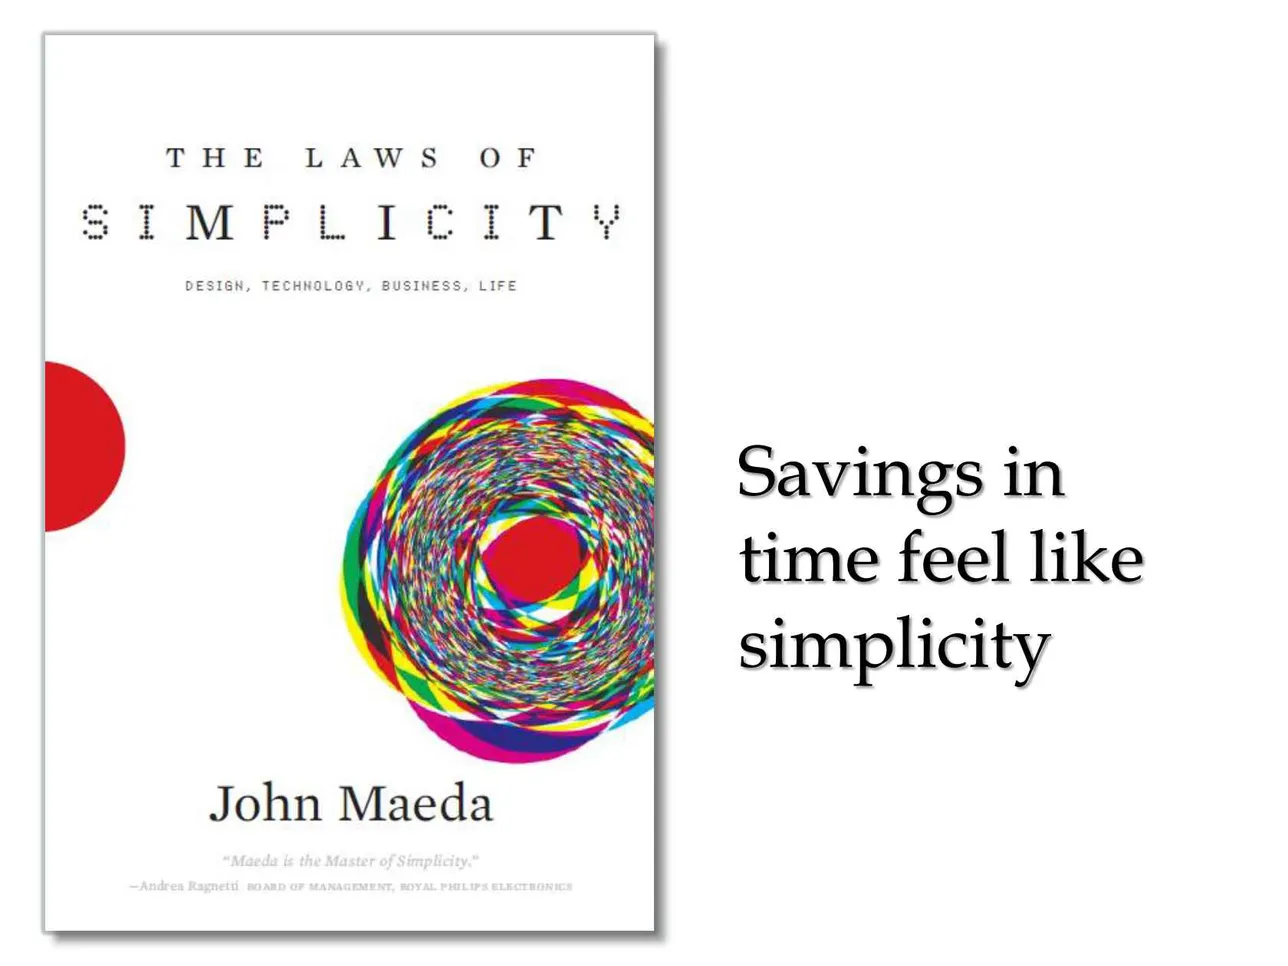 THE LAWS OF
SIMPLICITY
DESIGN, TECHNOLOGY, BUSINESS, LIFE
John Maeda
“Maeda is the Master of Simplicity.”
—Andrea Ragnetti BOARD OF MANAGEMENT, ROYAL PHILIPS ELECTRONICS
Savings in
time feel like
simplicity